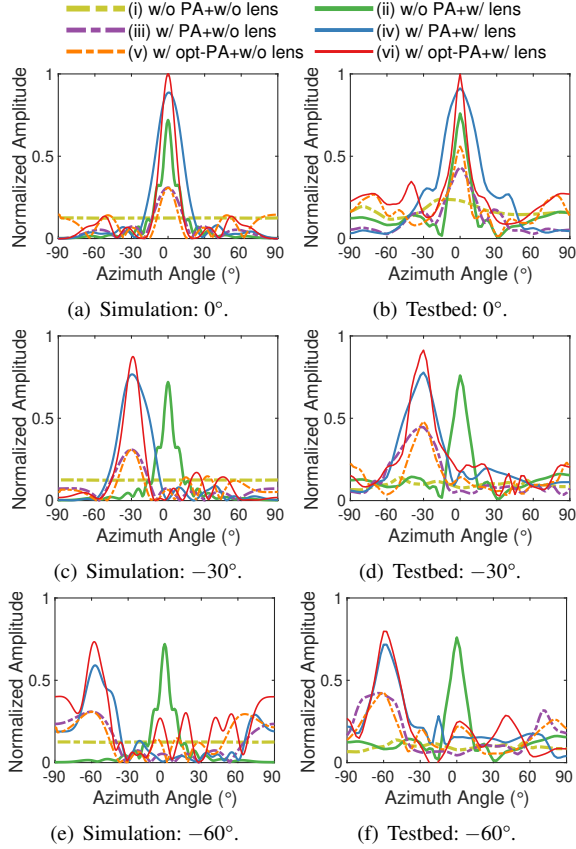 (i) w/o PA+w/o lens (ii) w/o PA+w/ lens
(iii) w/ PA+w/o lens (iv) w/ PA+w/ lens
(v) w/ opt-PA+w/o lens (vi) w/ opt-PA+w/ lens
Normalized Amplitude
1
0.5
0
-90 -60 -30 0 30 60 90
Azimuth Angle (°)
(a) Simulation: 0°.
Normalized Amplitude
1
0.5
0
-90 -60 -30 0 30 60 90
Azimuth Angle (°)
(b) Testbed: 0°.
Normalized Amplitude
1
0.5
0
-90 -60 -30 0 30 60 90
Azimuth Angle (°)
(c) Simulation: −30°.
Normalized Amplitude
1
0.5
0
-90 -60 -30 0 30 60 90
Azimuth Angle (°)
(d) Testbed: −30°.
Normalized Amplitude
1
0.5
0
-90 -60 -30 0 30 60 90
Azimuth Angle (°)
(e) Simulation: −60°.
Normalized Amplitude
1
0.5
0
-90 -60 -30 0 30 60 90
Azimuth Angle (°)
(f) Testbed: −60°.